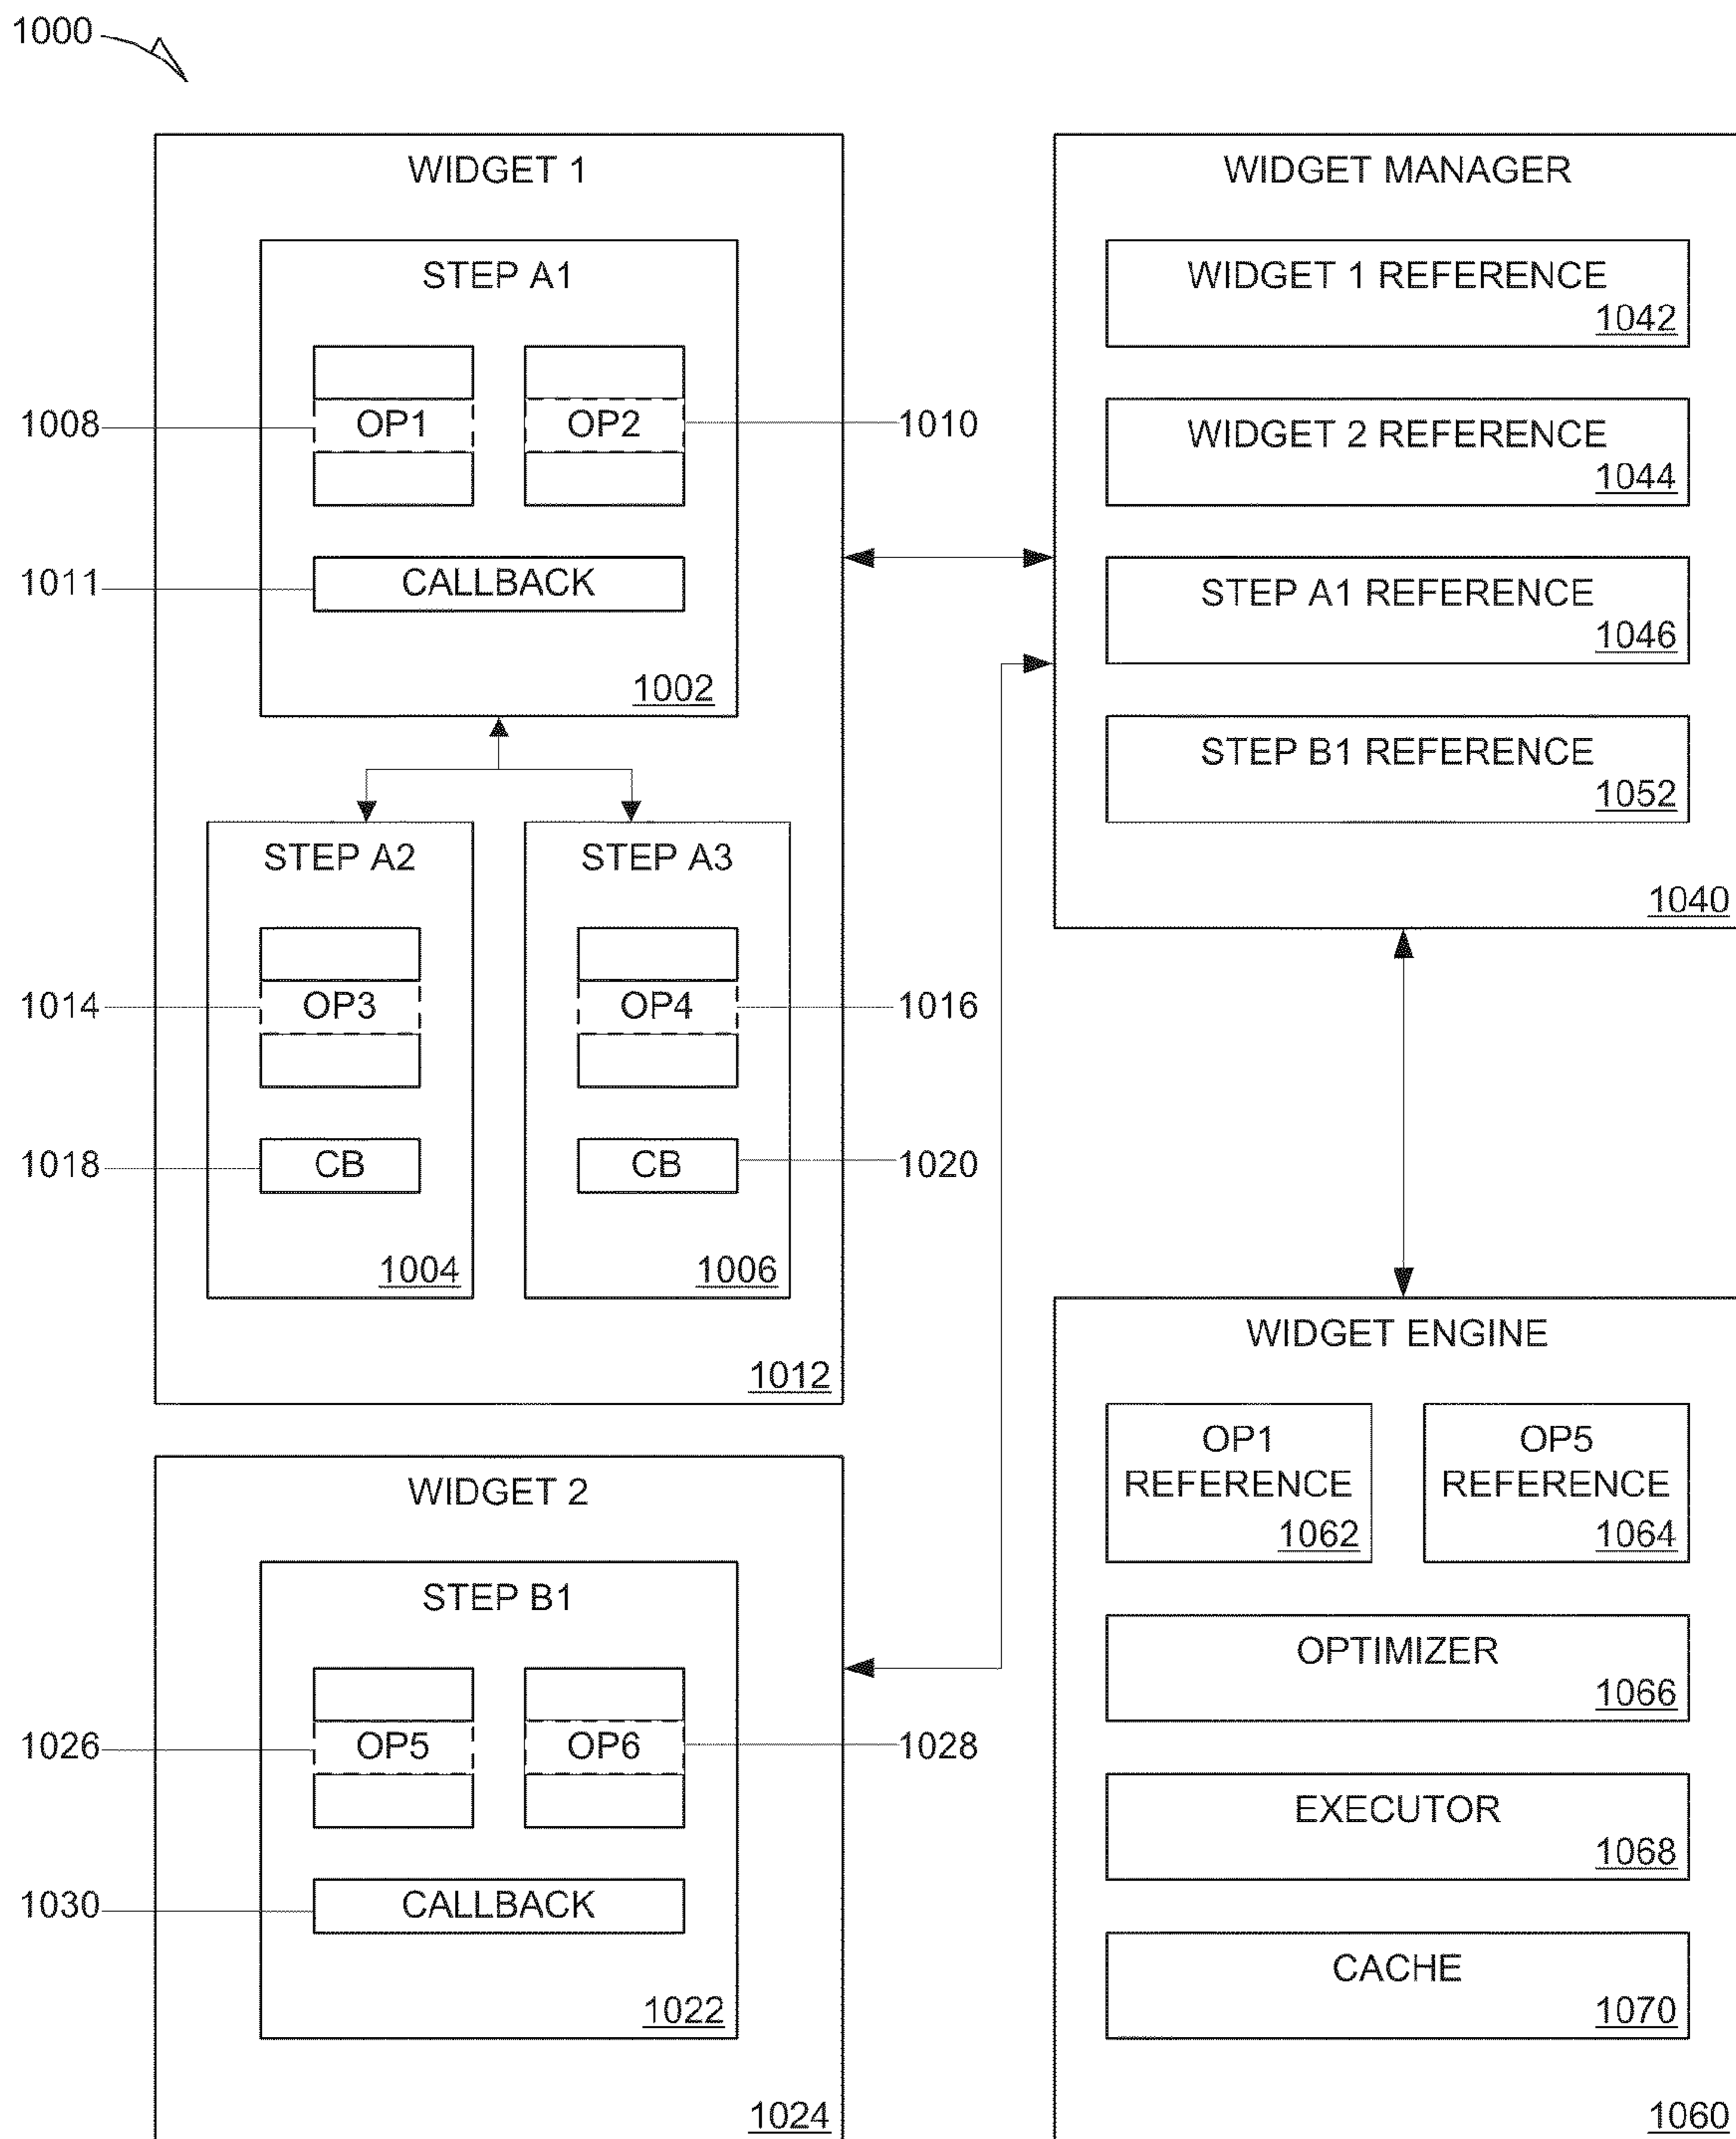 1000
WIDGET 1
STEP A1
1008
OP1
OP2
1010
1011
CALLBACK
1002
STEP A2
STEP A3
1014
OP3
OP4
1016
1018
CB
CB
1020
1004
1006
1012
WIDGET 2
STEP B1
1026
OP5
OP6
1028
1030
CALLBACK
1022
1024
WIDGET MANAGER
WIDGET 1 REFERENCE
1042
WIDGET 2 REFERENCE
1044
STEP A1 REFERENCE
1046
STEP B1 REFERENCE
1052
1040
WIDGET ENGINE
OP1
REFERENCE
1062
OP5
REFERENCE
1064
OPTIMIZER
1066
EXECUTOR
1068
CACHE
1070
1060